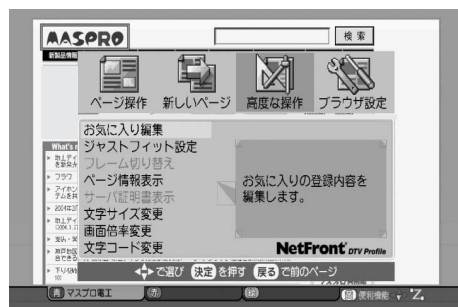 MASPRO
検索
新製品情報
ページ操作 新しいページ 高度な操作 ブラウザ設定
お気に入り編集
ジャストフィット設定
フレーム切り替え
ページ情報表示
サーバ証明書表示
文字サイズ変更
画面倍率変更
文字コード変更
お気に入りの登録内容を
編集します。
What's n
NetFront DTV Profile
で選び 決定 を押す 戻る で前のページ
青 マスプロ電工 赤 緑 黄 便利機能